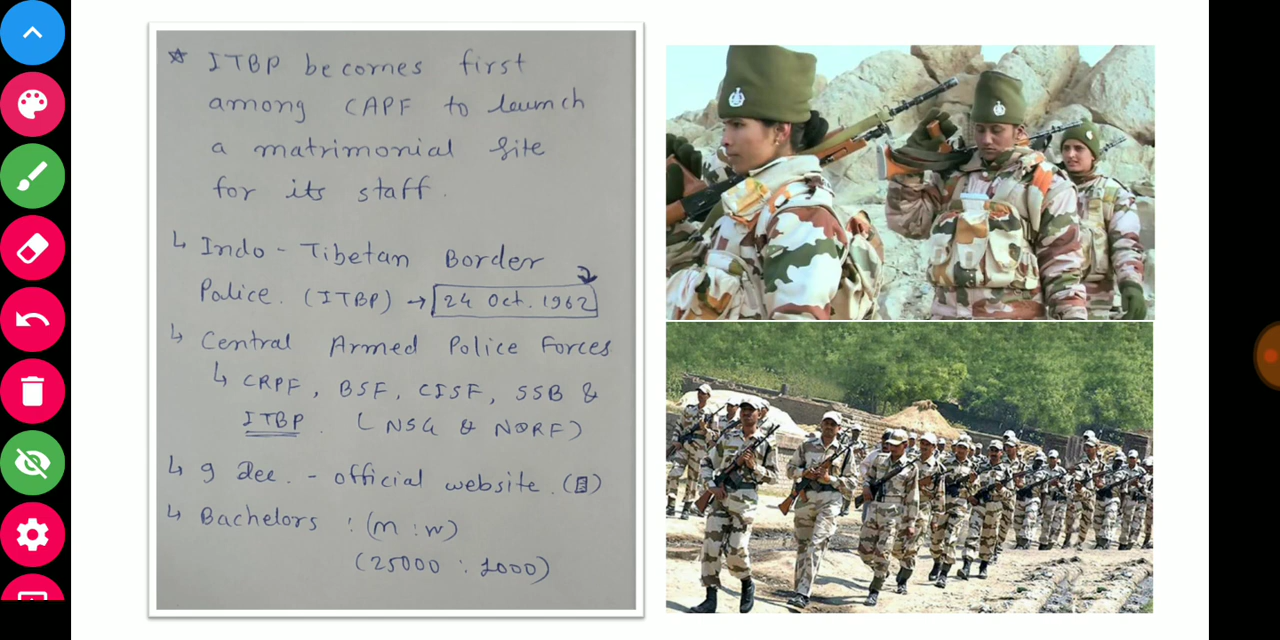 ☆ ITBP becomes first
among CAPF to launch
a matrimonial site
for its staff.
↳ Indo - Tibetan Border
Police. (ITBP) → 24 Oct. 1962
↳ Central Armed Police Forces
↳ CRPF, BSF, CISF, SSB &
ITBP. (NSG & NDRF)
↳ 9 Dec. - official website. ( )
↳ Bachelors : (m : w)
(25000 : 1000)